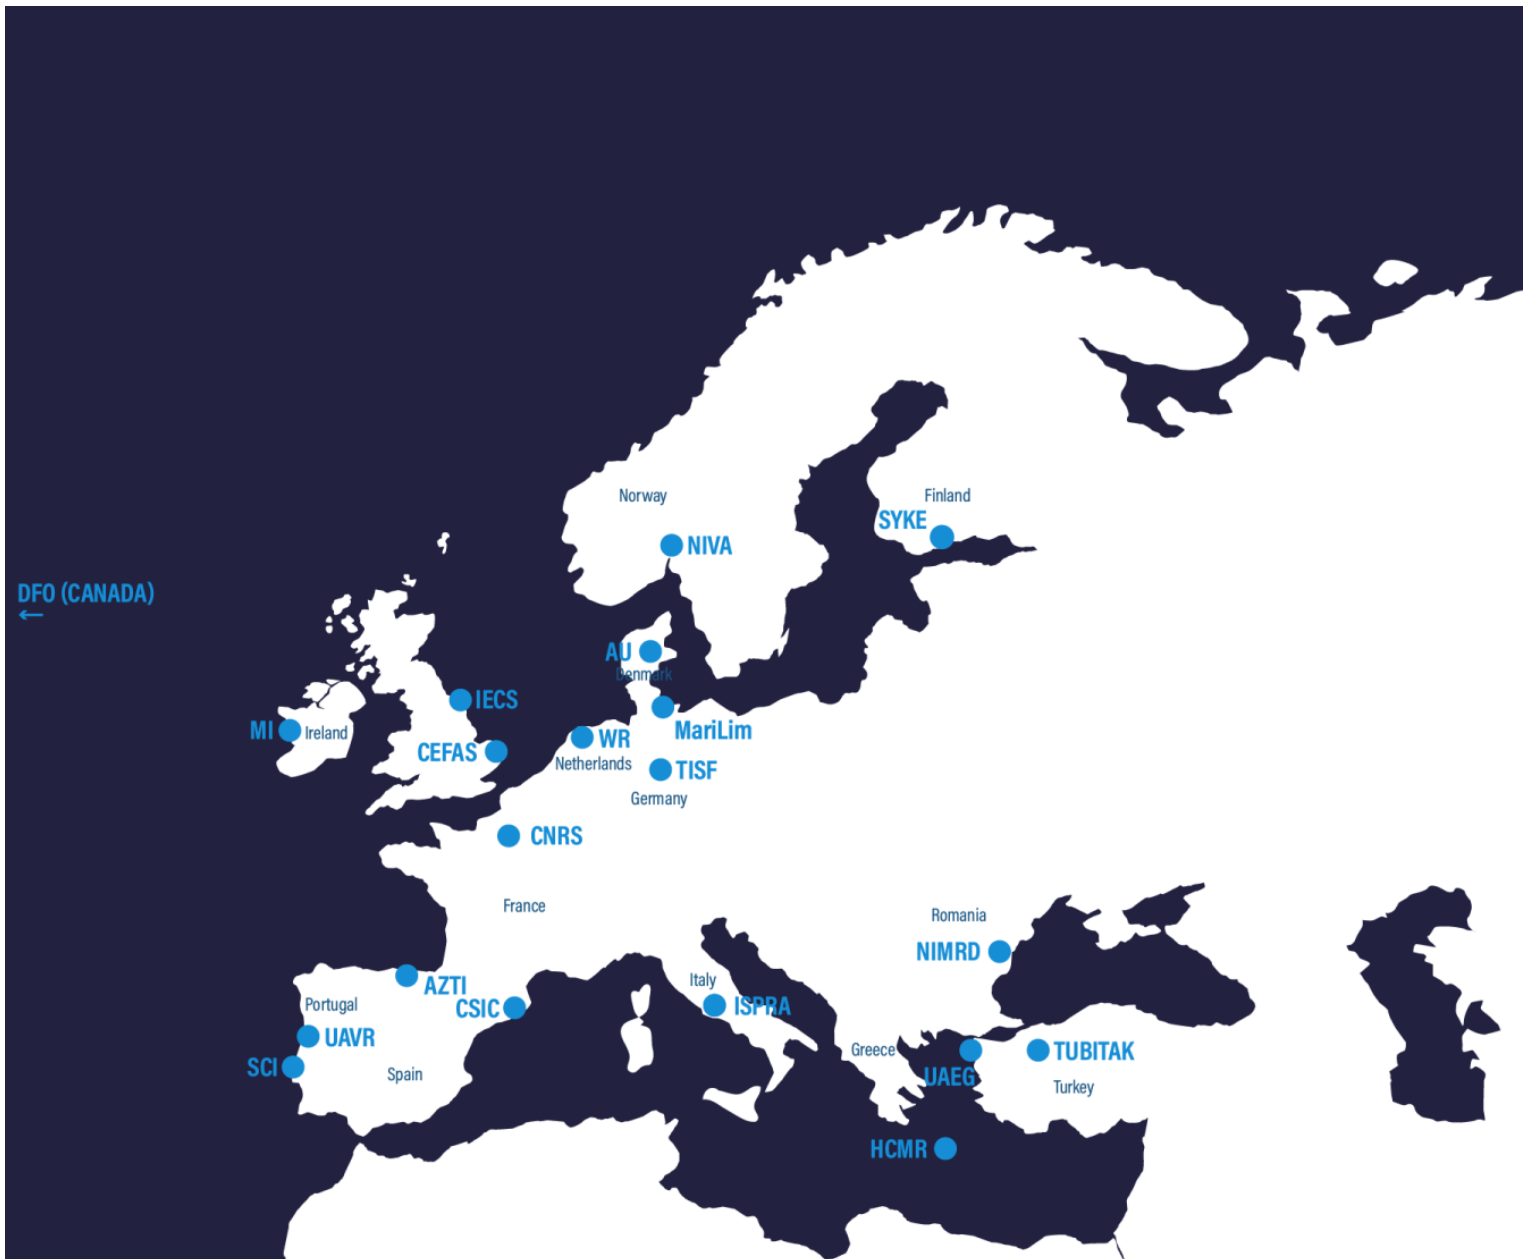 Norway
Finland
SYKE
NIVA
DFO (CANADA)
←
AU
Denmark
IECS
MI
Ireland
MariLim
WR
CEFAS
Netherlands
TISF
Germany
CNRS
France
Romania
NIMRD
AZTI
Italy
Portugal
CSIC
ISPRA
UAVR
Greece
TUBITAK
SCI
Spain
UAEG
Turkey
HCMR